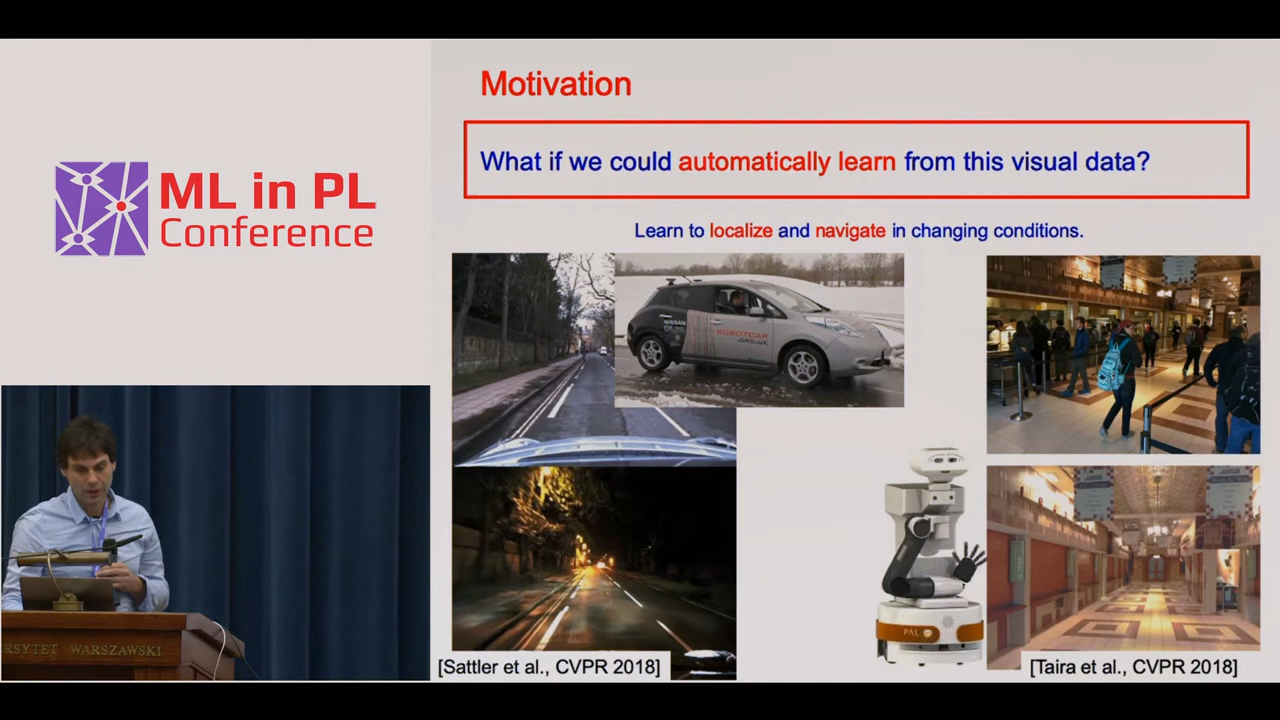 ML in PL
Conference
Motivation
What if we could automatically learn from this visual data?
Learn to localize and navigate in changing conditions.
NISSAN
ROBOTCAR
.ORG.UK
PAL
[Sattler et al., CVPR 2018]
[Taira et al., CVPR 2018]
RSYTET WARSZAWSKI